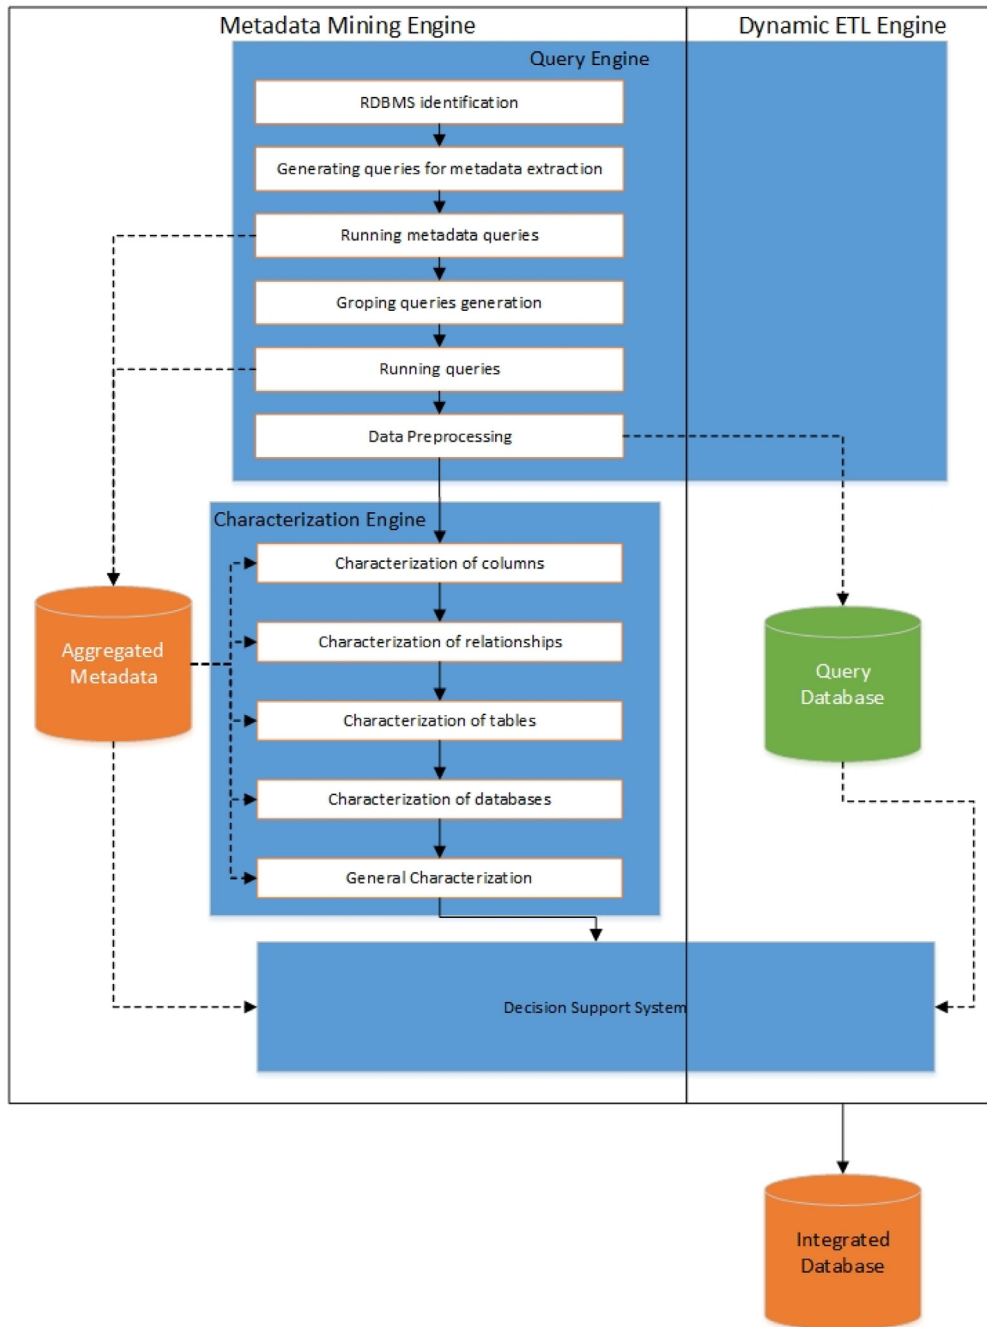 Metadata Mining Engine
Dynamic ETL Engine
Query Engine
RDBMS identification
Generating queries for metadata extraction
Running metadata queries
Groping queries generation
Running queries
Data Preprocessing
Characterization Engine
Characterization of columns
Characterization of relationships
Characterization of tables
Characterization of databases
General Characterization
Aggregated
Metadata
Query
Database
Decision Support System
Integrated
Database